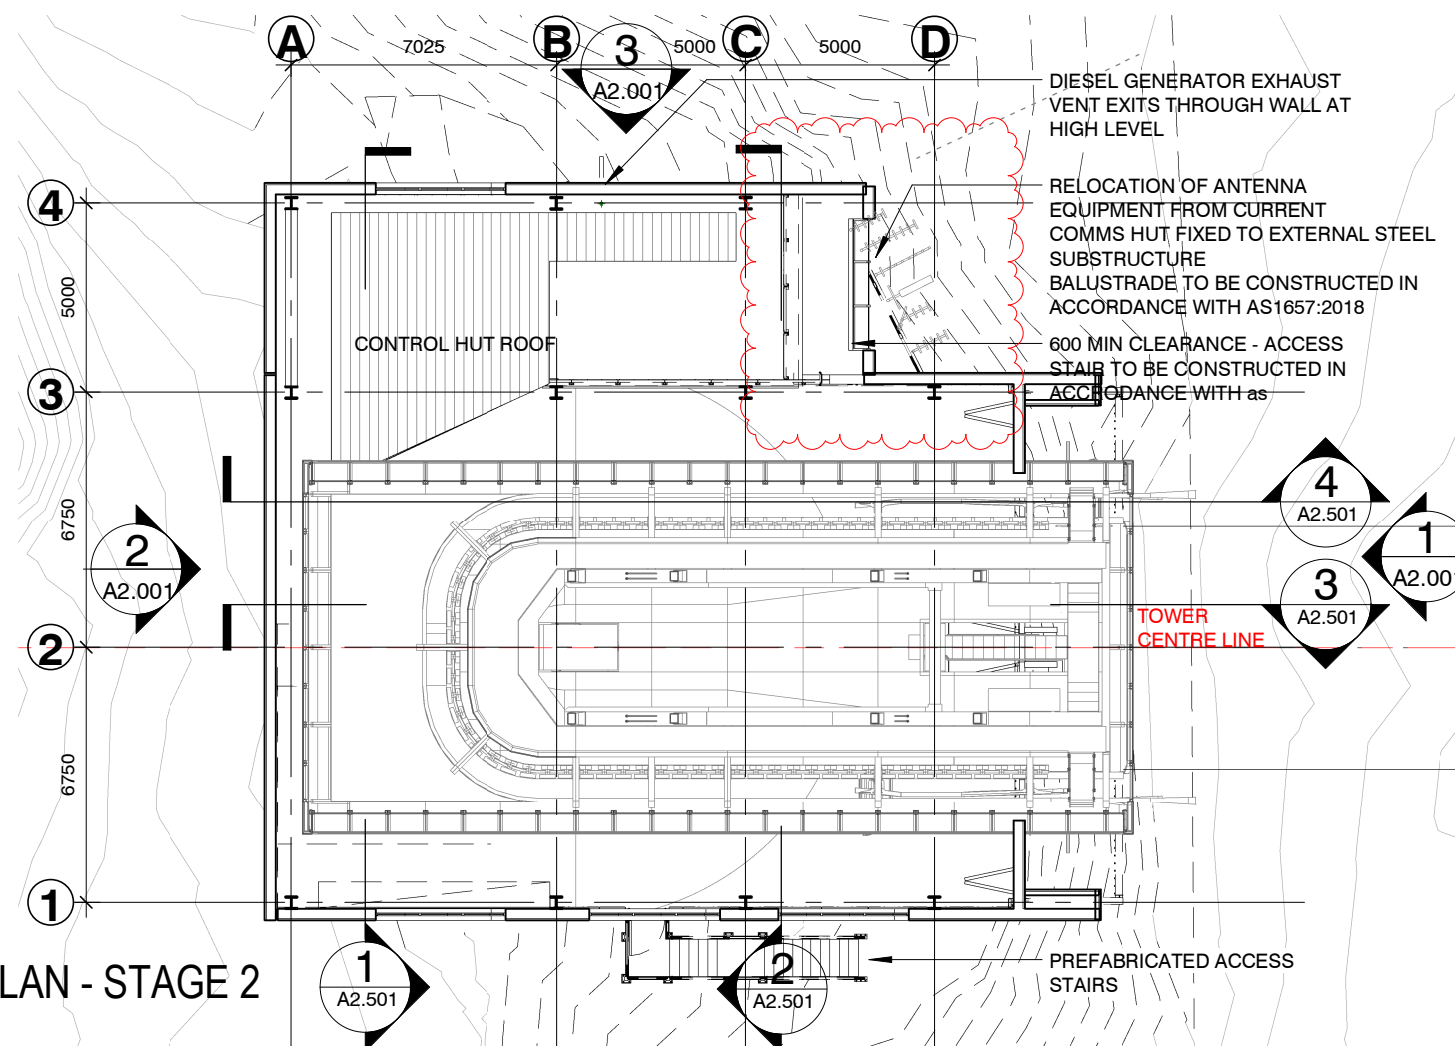 A
7025
B
3
A2.001
5000
C
5000
D
DIESEL GENERATOR EXHAUST
VENT EXITS THROUGH WALL AT
HIGH LEVEL
4
RELOCATION OF ANTENNA
EQUIPMENT FROM CURRENT
COMMS HUT FIXED TO EXTERNAL STEEL
SUBSTRUCTURE
BALUSTRADE TO BE CONSTRUCTED IN
ACCORDANCE WITH AS1657:2018
5000
CONTROL HUT ROOF
600 MIN CLEARANCE - ACCESS
STAIR TO BE CONSTRUCTED IN
ACCRODANCE WITH as
3
6750
4
A2.501
2
A2.001
1
A2.00
3
A2.501
TOWER
CENTRE LINE
2
6750
1
LAN - STAGE 2
1
A2.501
2
A2.501
PREFABRICATED ACCESS
STAIRS